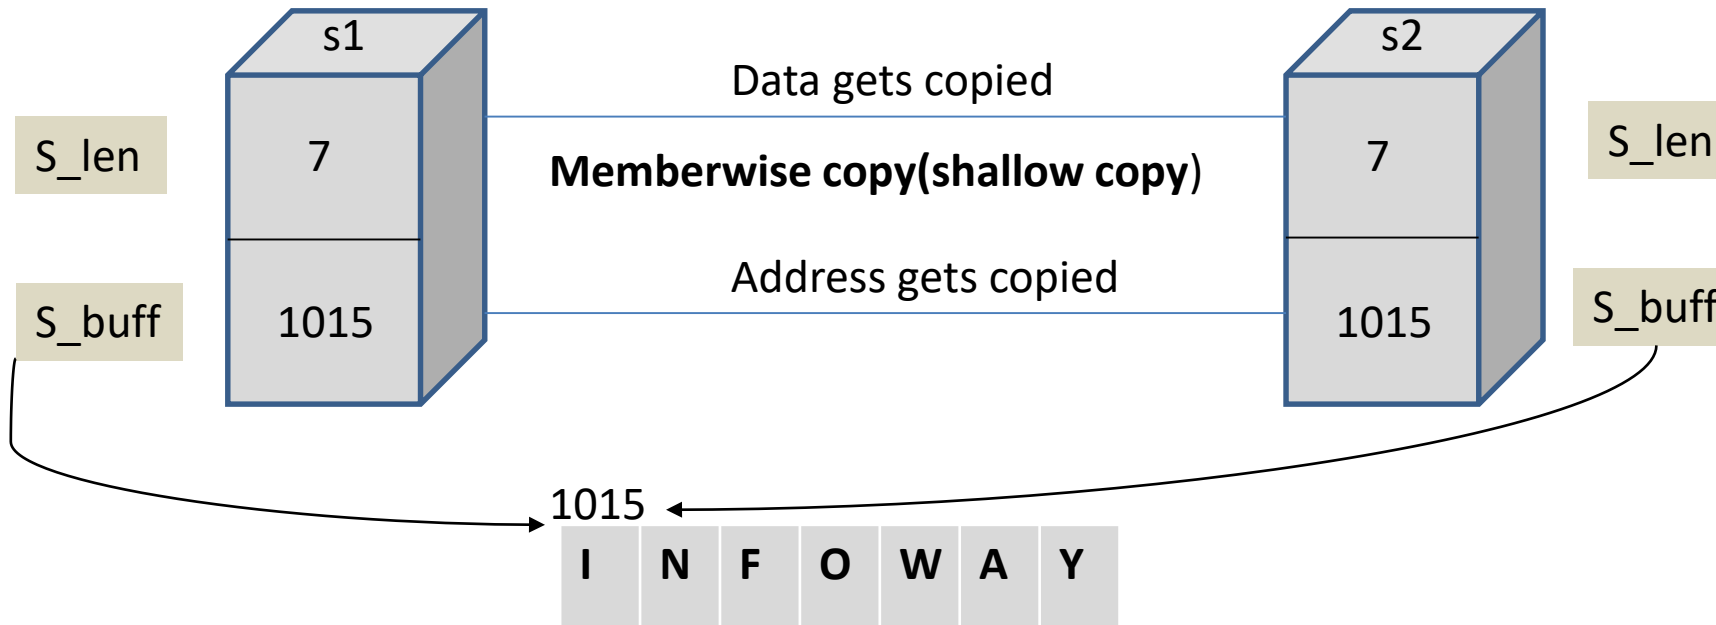 s1
s2
Data gets copied
S_len
7
Memberwise copy(shallow copy)
7
S_len
Address gets copied
S_buff
1015
1015
S_buff
1015
I N F O W A Y